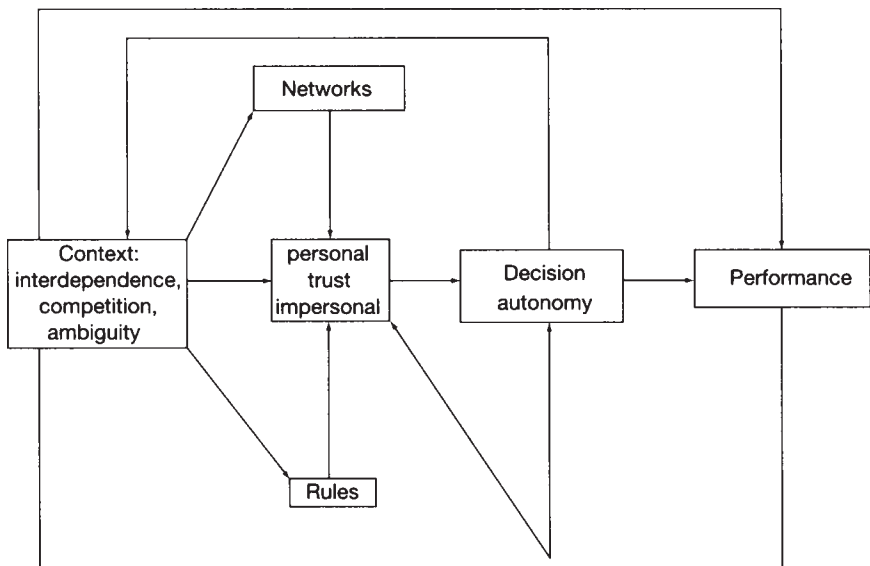 Networks
Context:
interdependence,
competition,
ambiguity
personal
trust
impersonal
Decision
autonomy
Performance
Rules